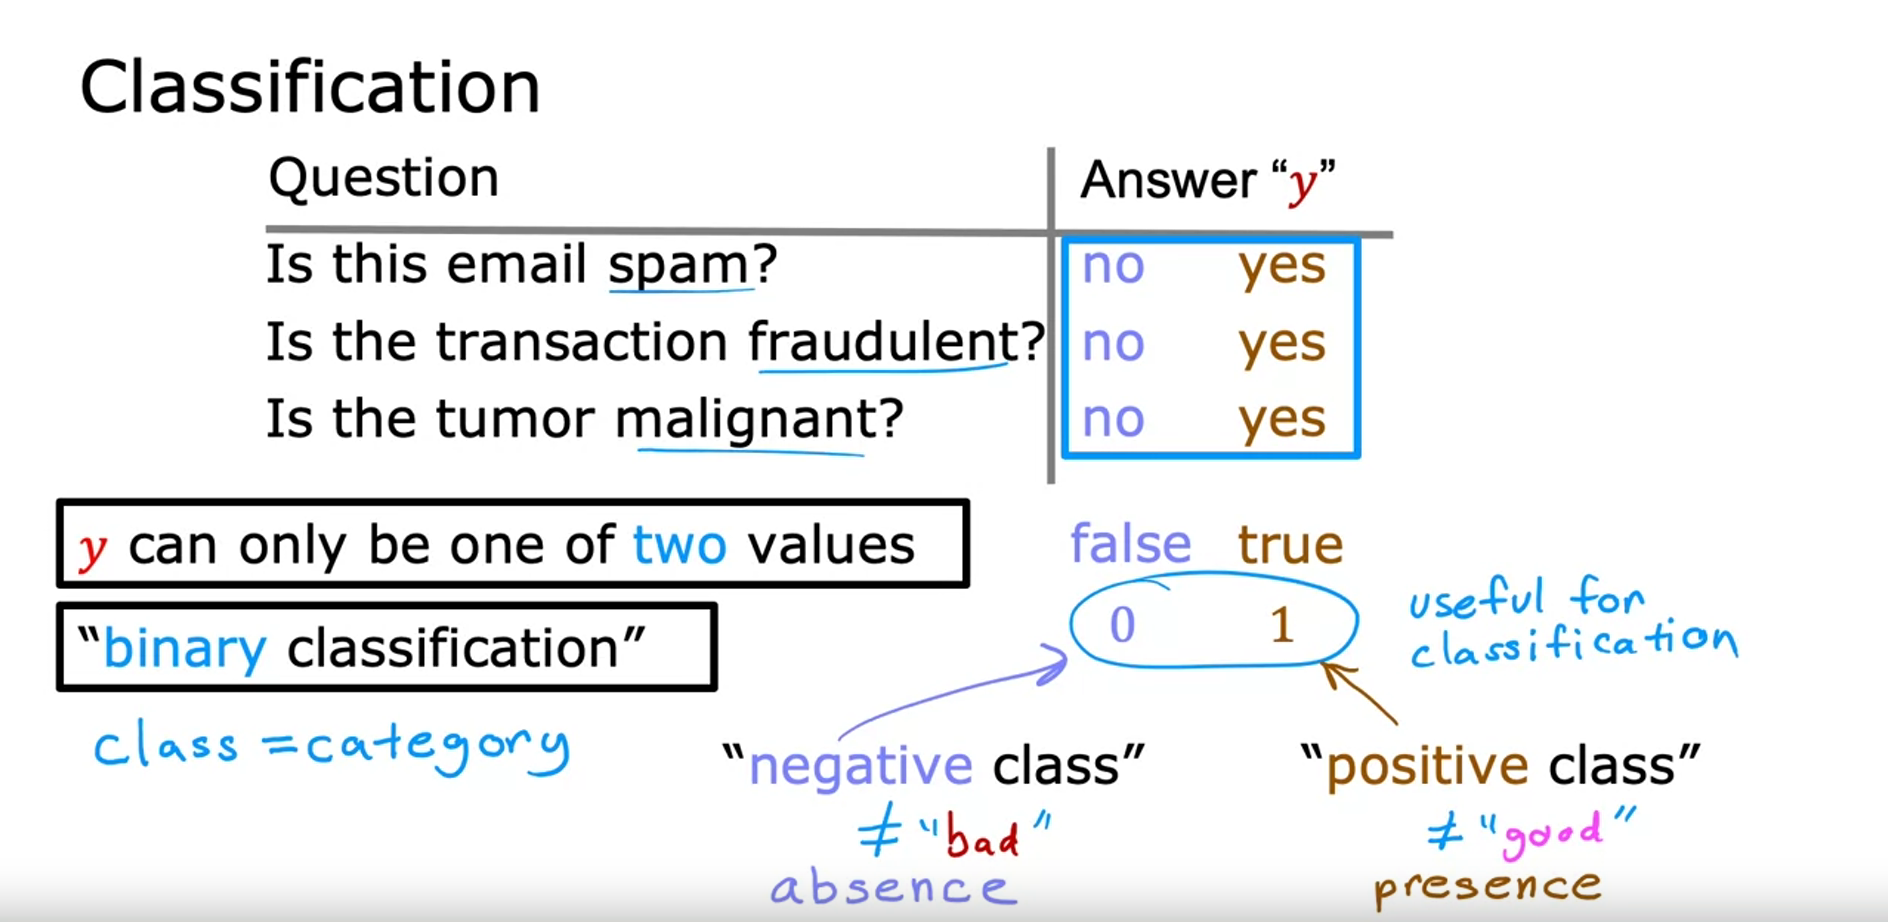 Classification
Question Answer “y”
Is this email spam? no yes
Is the transaction fraudulent? no yes
Is the tumor malignant? no yes
y can only be one of two values false true
0 1 useful for
classification
“binary classification”
class = category
“negative class” “positive class”
≠ "bad" ≠ "good"
absence presence